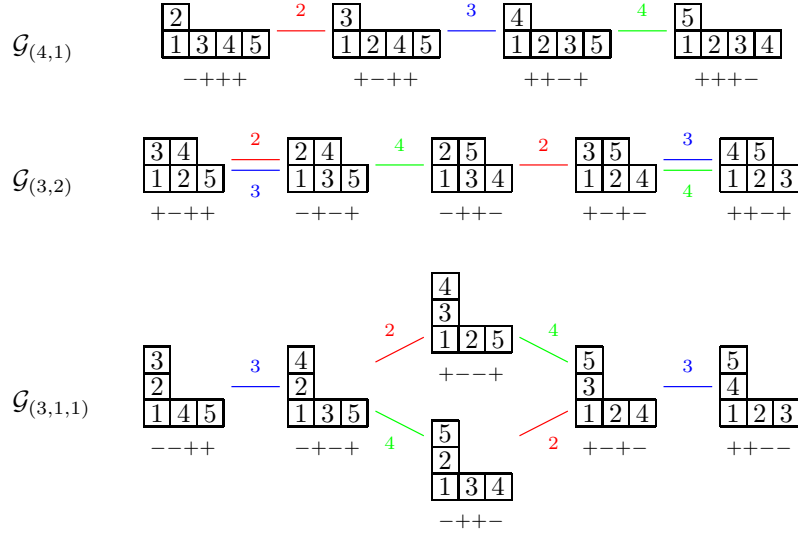 2 3 4
2 3 4 5
𝒢(4,1)
1 3 4 5 1 2 4 5 1 2 3 5 1 2 3 4
−+++ +−++ ++−+ +++−
2 4 2 3
3 4 2 4 2 5 3 5 4 5
𝒢(3,2)
1 2 5 1 3 5 1 3 4 1 2 4 1 2 3
3 4
+−++ −+−+ −++− +−+− ++−+
4
3
2 4
1 2 5
3 4 5 5
3 3
+−−+
2 2 3 4
𝒢(3,1,1)
1 4 5 1 3 5 1 2 4 1 2 3
5
4 2
−−++ −+−+ +−+− ++−−
2
1 3 4
−++−